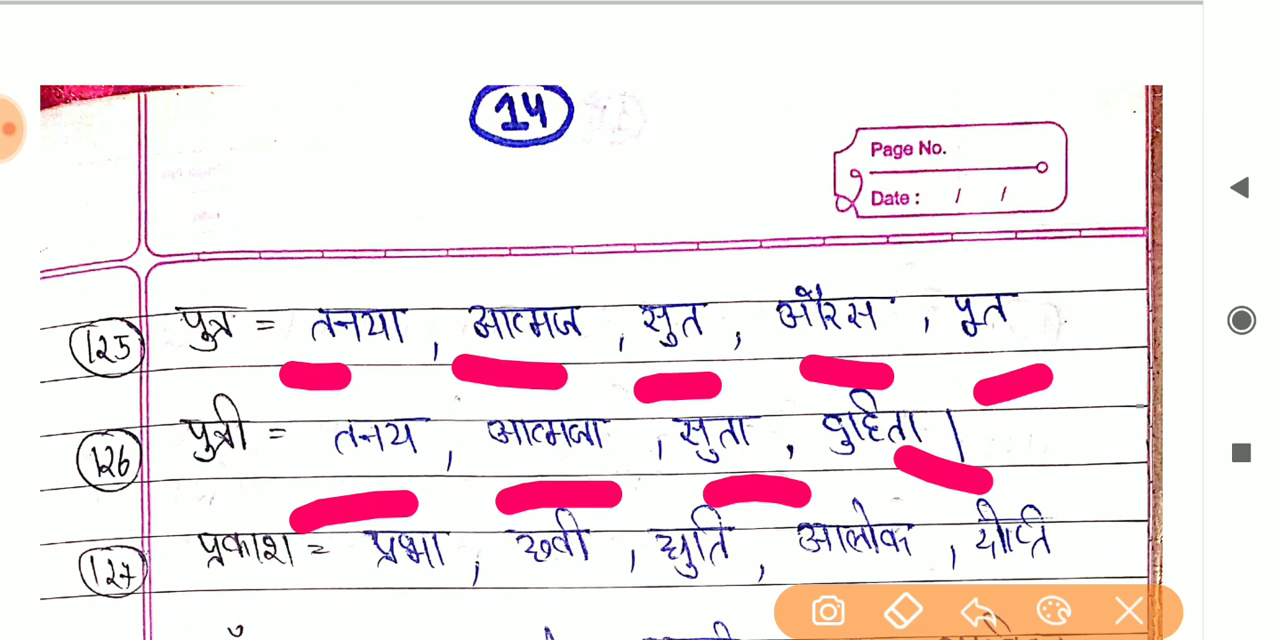 14
Page No.
Date : / /
125 पुत्र = तनया , आत्मज , सुत , औरस , पूत
126 पुत्री = तनय , आत्मजा , सुता , दुहिता |
127 प्रकाश = प्रभा , छवी , द्युति , आलोक , दीप्ति